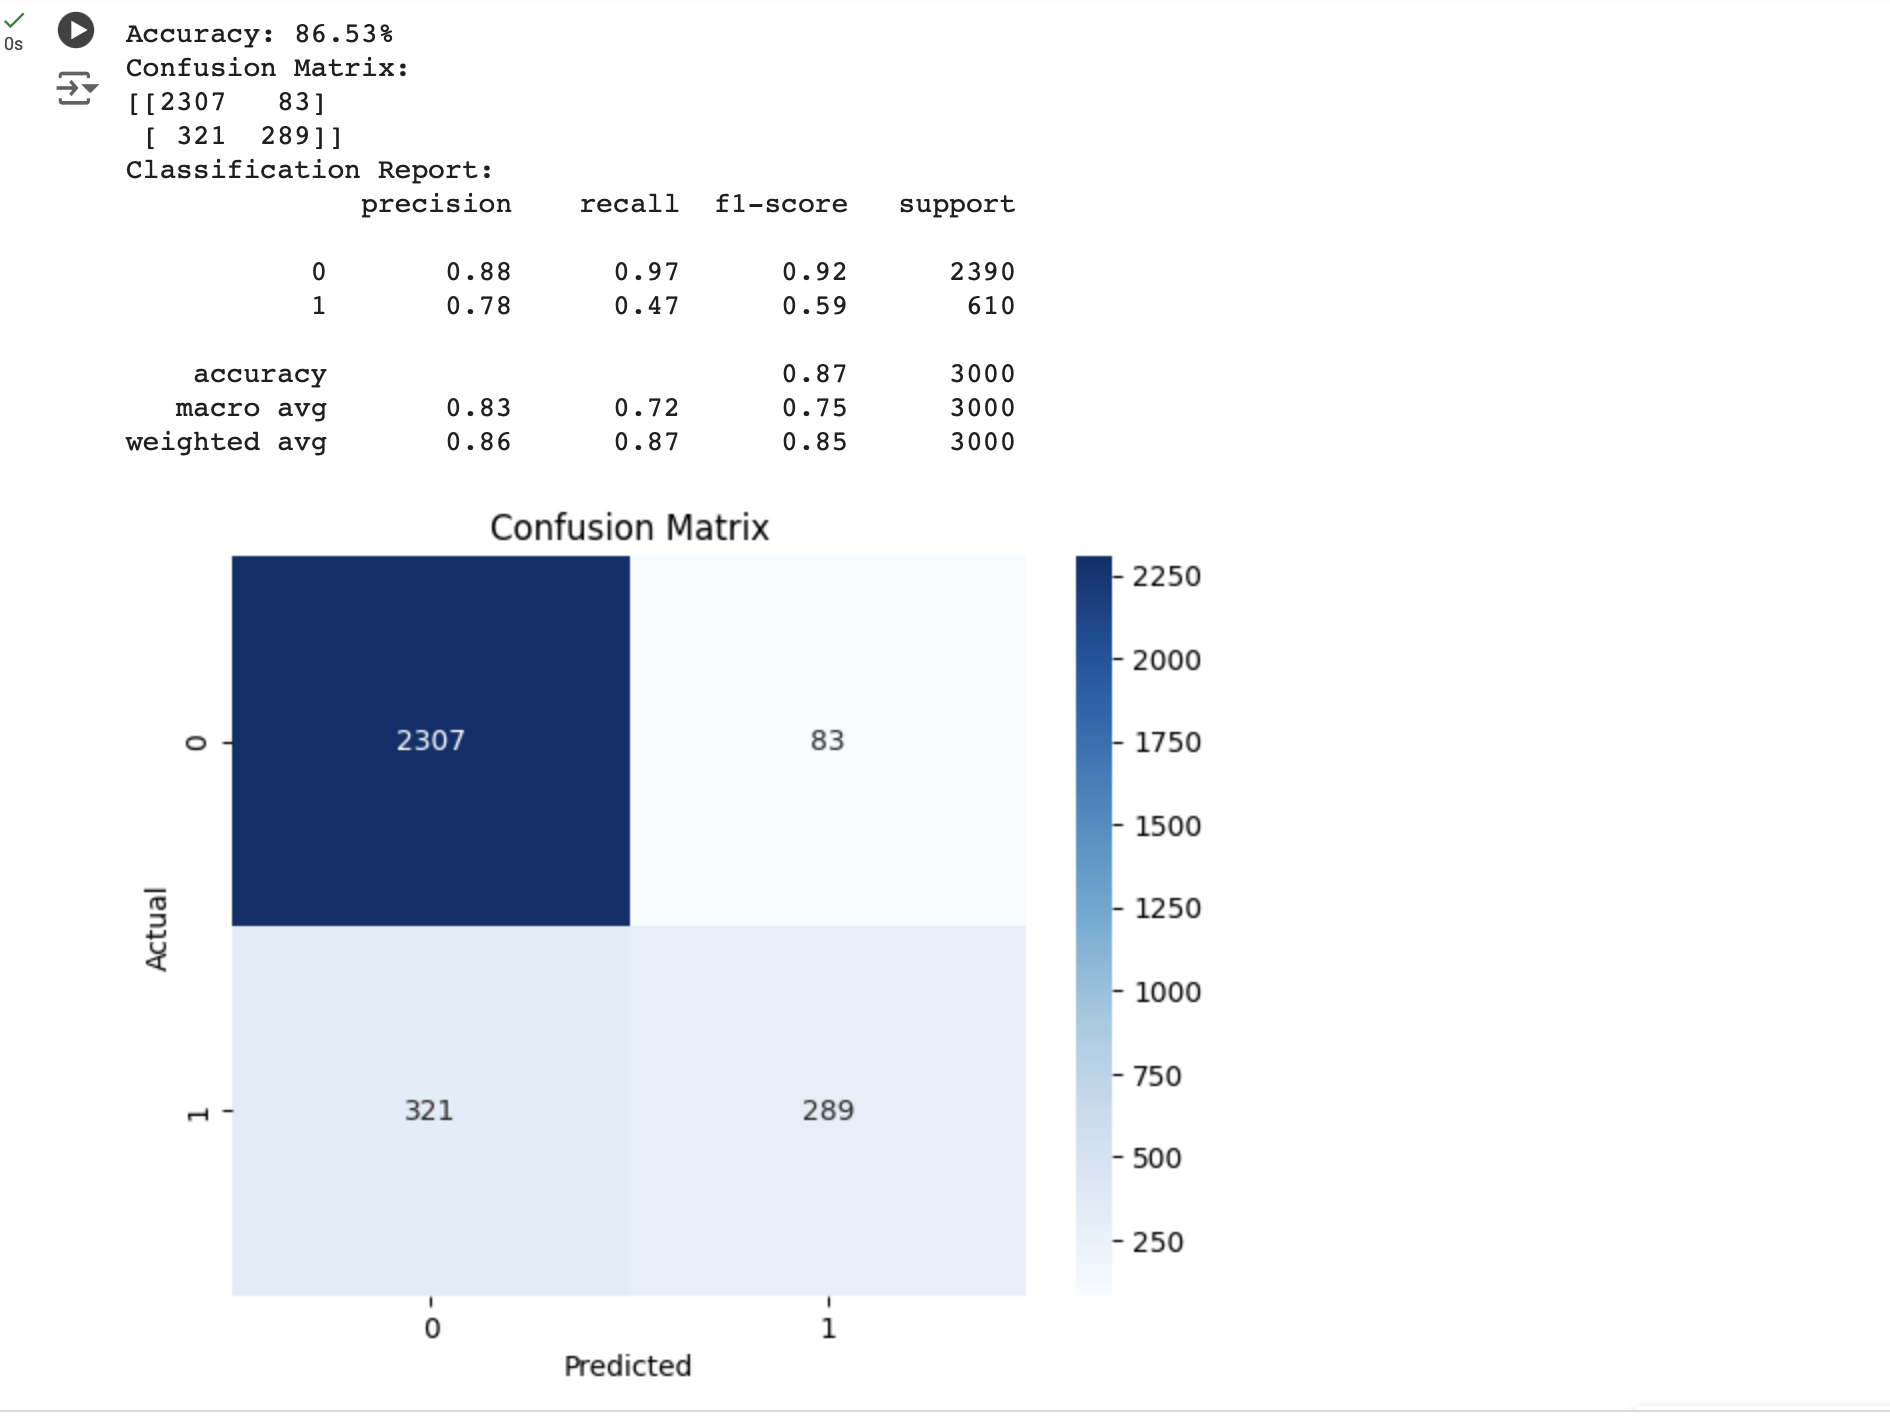 0s
Accuracy: 86.53%
Confusion Matrix:
[[2307   83]
 [ 321  289]]
Classification Report:
              precision    recall  f1-score   support

           0       0.88      0.97      0.92      2390
           1       0.78      0.47      0.59       610

    accuracy                           0.87      3000
   macro avg       0.83      0.72      0.75      3000
weighted avg       0.86      0.87      0.85      3000
Confusion Matrix
2250
2000
1750
1500
1250
1000
750
500
250
Actual
0
2307 83
1
321 289
0 1
Predicted